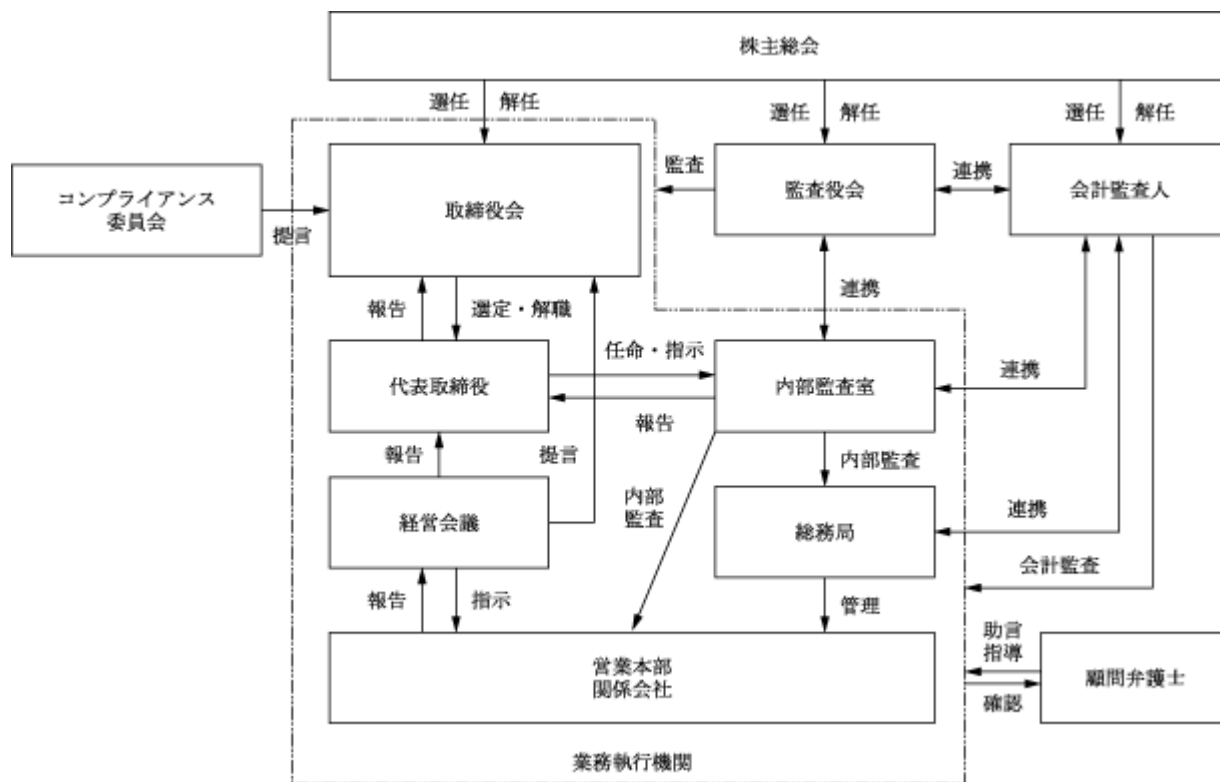 株主総会
選任
解任
選任
解任
選任
解任
コンプライアンス
委員会
提言
取締役会
監査
監査役会
連携
会計監査人
報告
選定・解職
連携
代表取締役
任命・指示
報告
内部監査室
連携
報告
提言
内部監査
経営会議
内部
監査
総務局
連携
会計監査
報告
指示
管理
営業本部
関係会社
助言
指導
確認
顧問弁護士
業務執行機関